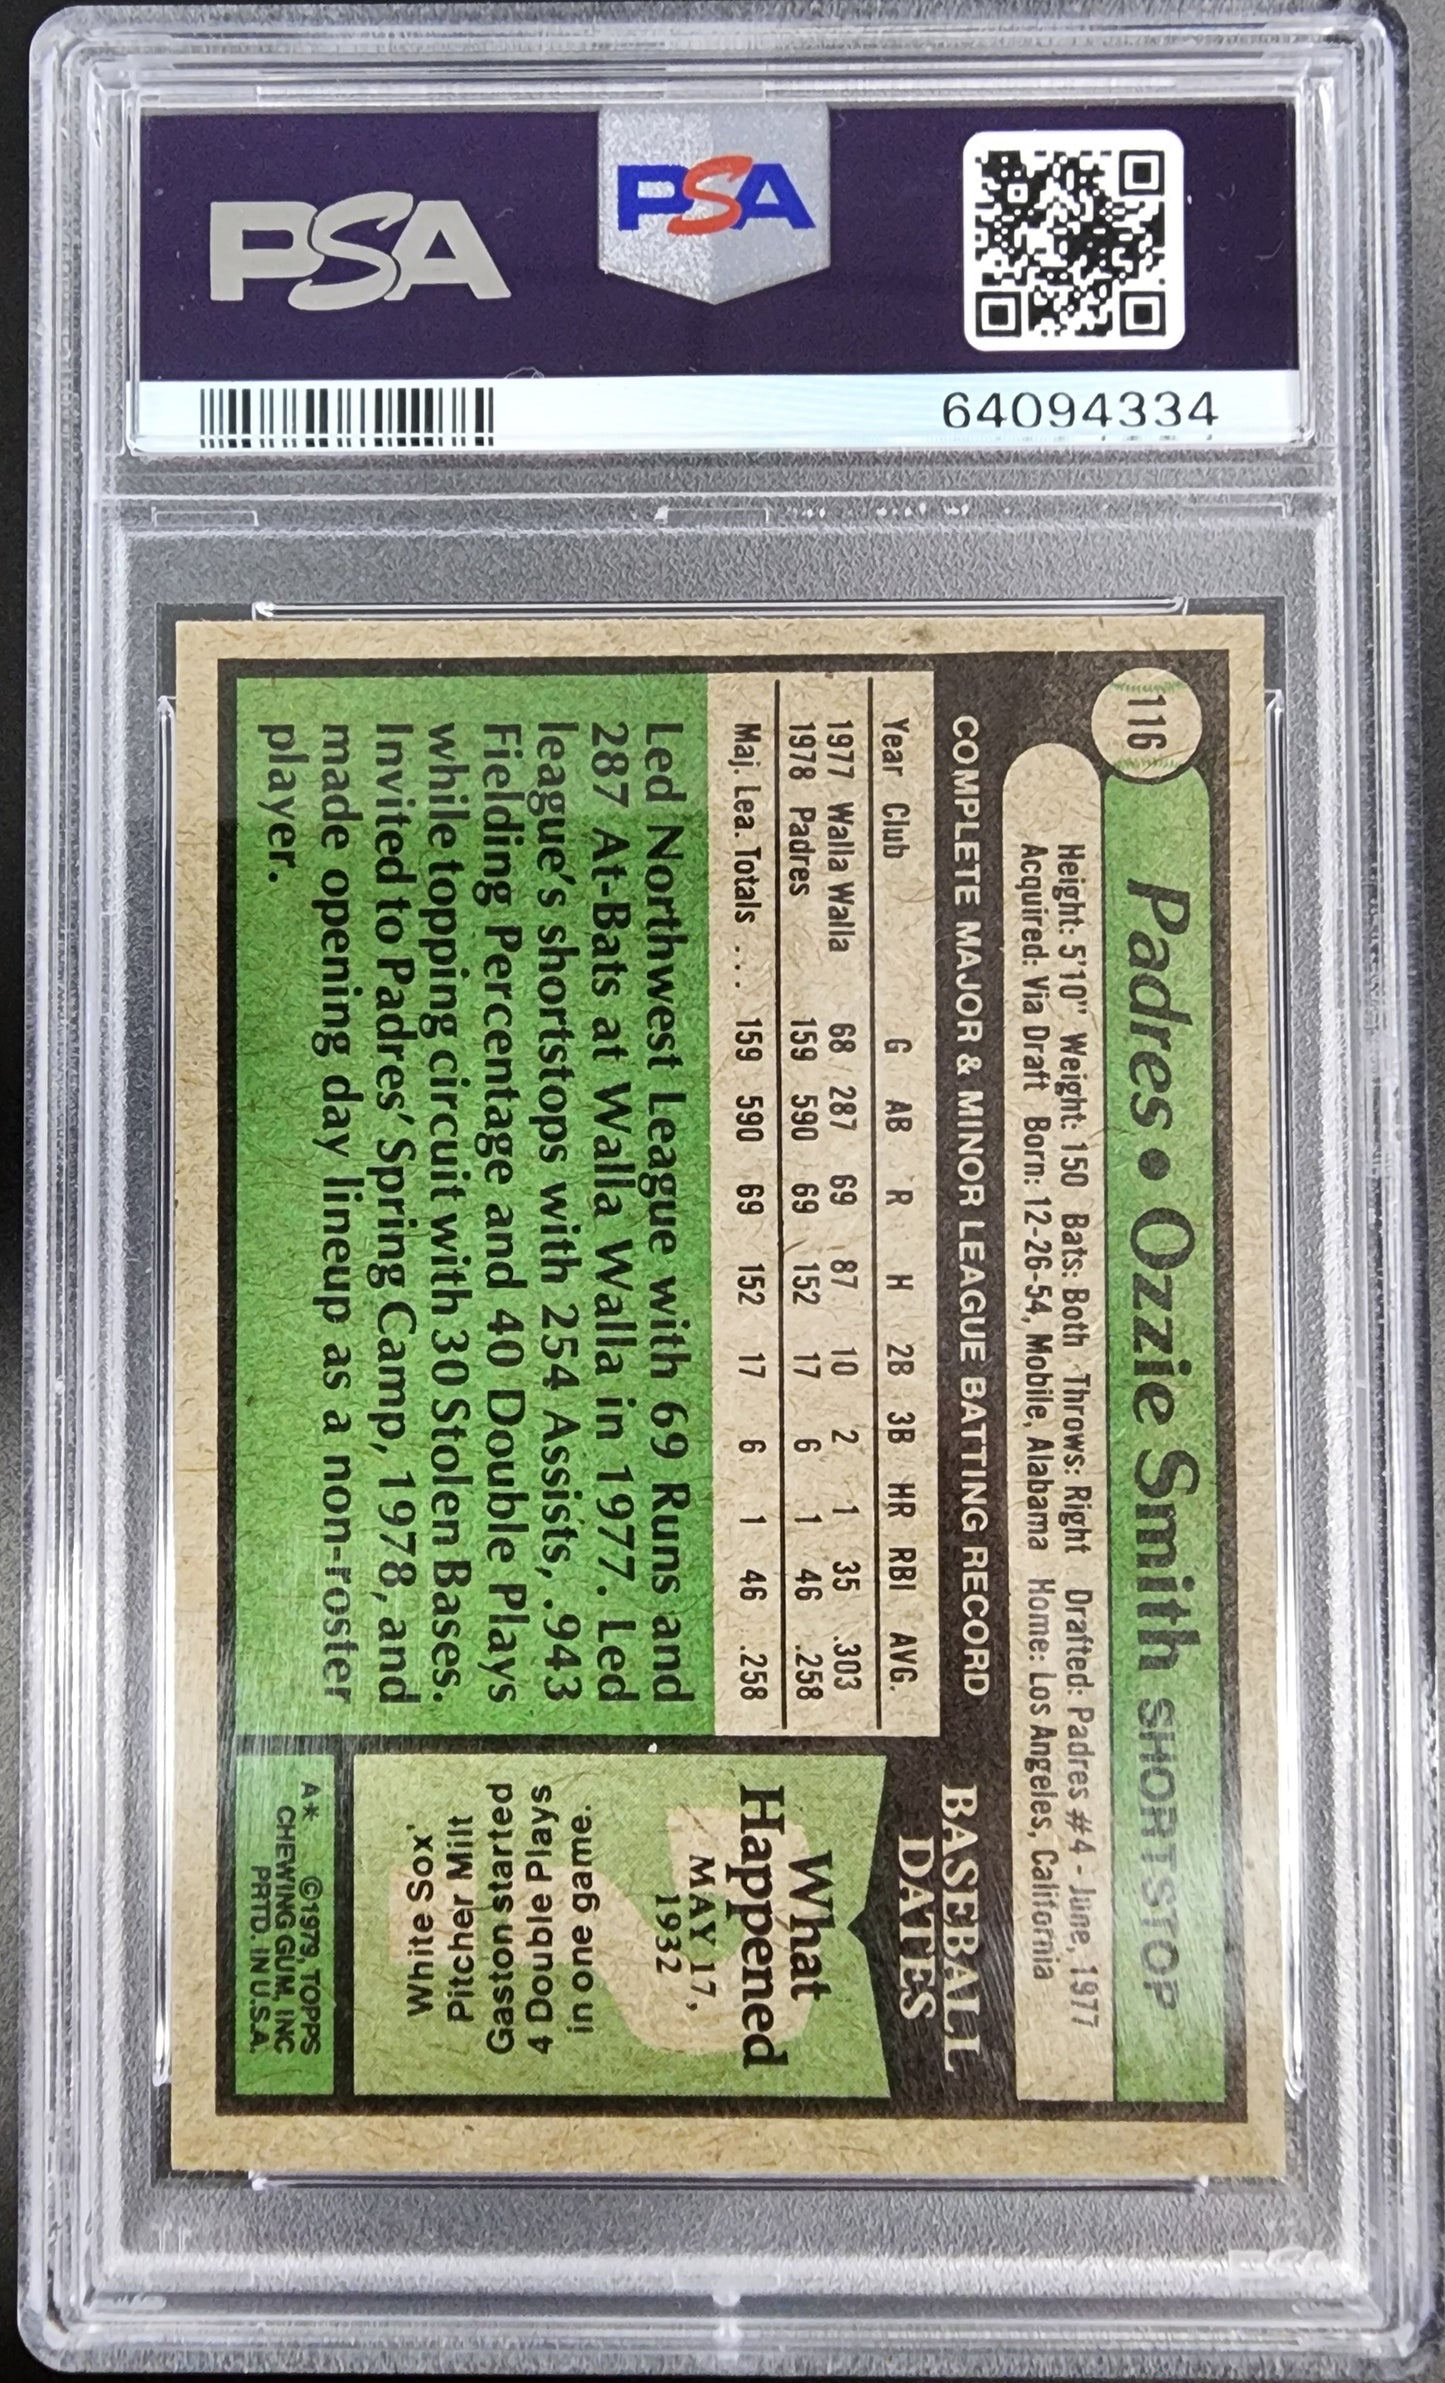 PSA
PSA
64094334
116
Padres • Ozzie Smith SHORTSTOP
Height: 5'10" Weight: 150 Bats: Both Throws: Right Drafted: Padres #4 - June, 1977
Acquired: Via Draft Born: 12-26-54, Mobile, Alabama Home: Los Angeles, California
COMPLETE MAJOR & MINOR LEAGUE BATTING RECORD
Year Club G AB R H 2B 3B HR RBI AVG.
1977 Walla Walla 68 287 69 87 10 2 1 35 .303
1978 Padres 159 590 69 152 17 6 1 46 .258
Maj. Lea. Totals ... 159 590 69 152 17 6 1 46 .258
Led Northwest League with 69 Runs and
287 At-Bats at Walla Walla in 1977. Led
league's shortstops with 254 Assists, .943
Fielding Percentage and 40 Double Plays
while topping circuit with 30 Stolen Bases.
Invited to Padres' Spring Camp, 1978, and
made opening day lineup as a non-roster
player.
BASEBALL
DATES
What
Happened
MAY 17,
1932
White Sox'
Pitcher Milt
Gaston started
4 Double Plays
in one game.
A* ©1979, TOPPS
CHEWING GUM, INC
PRTD. IN U.S.A.
PSA